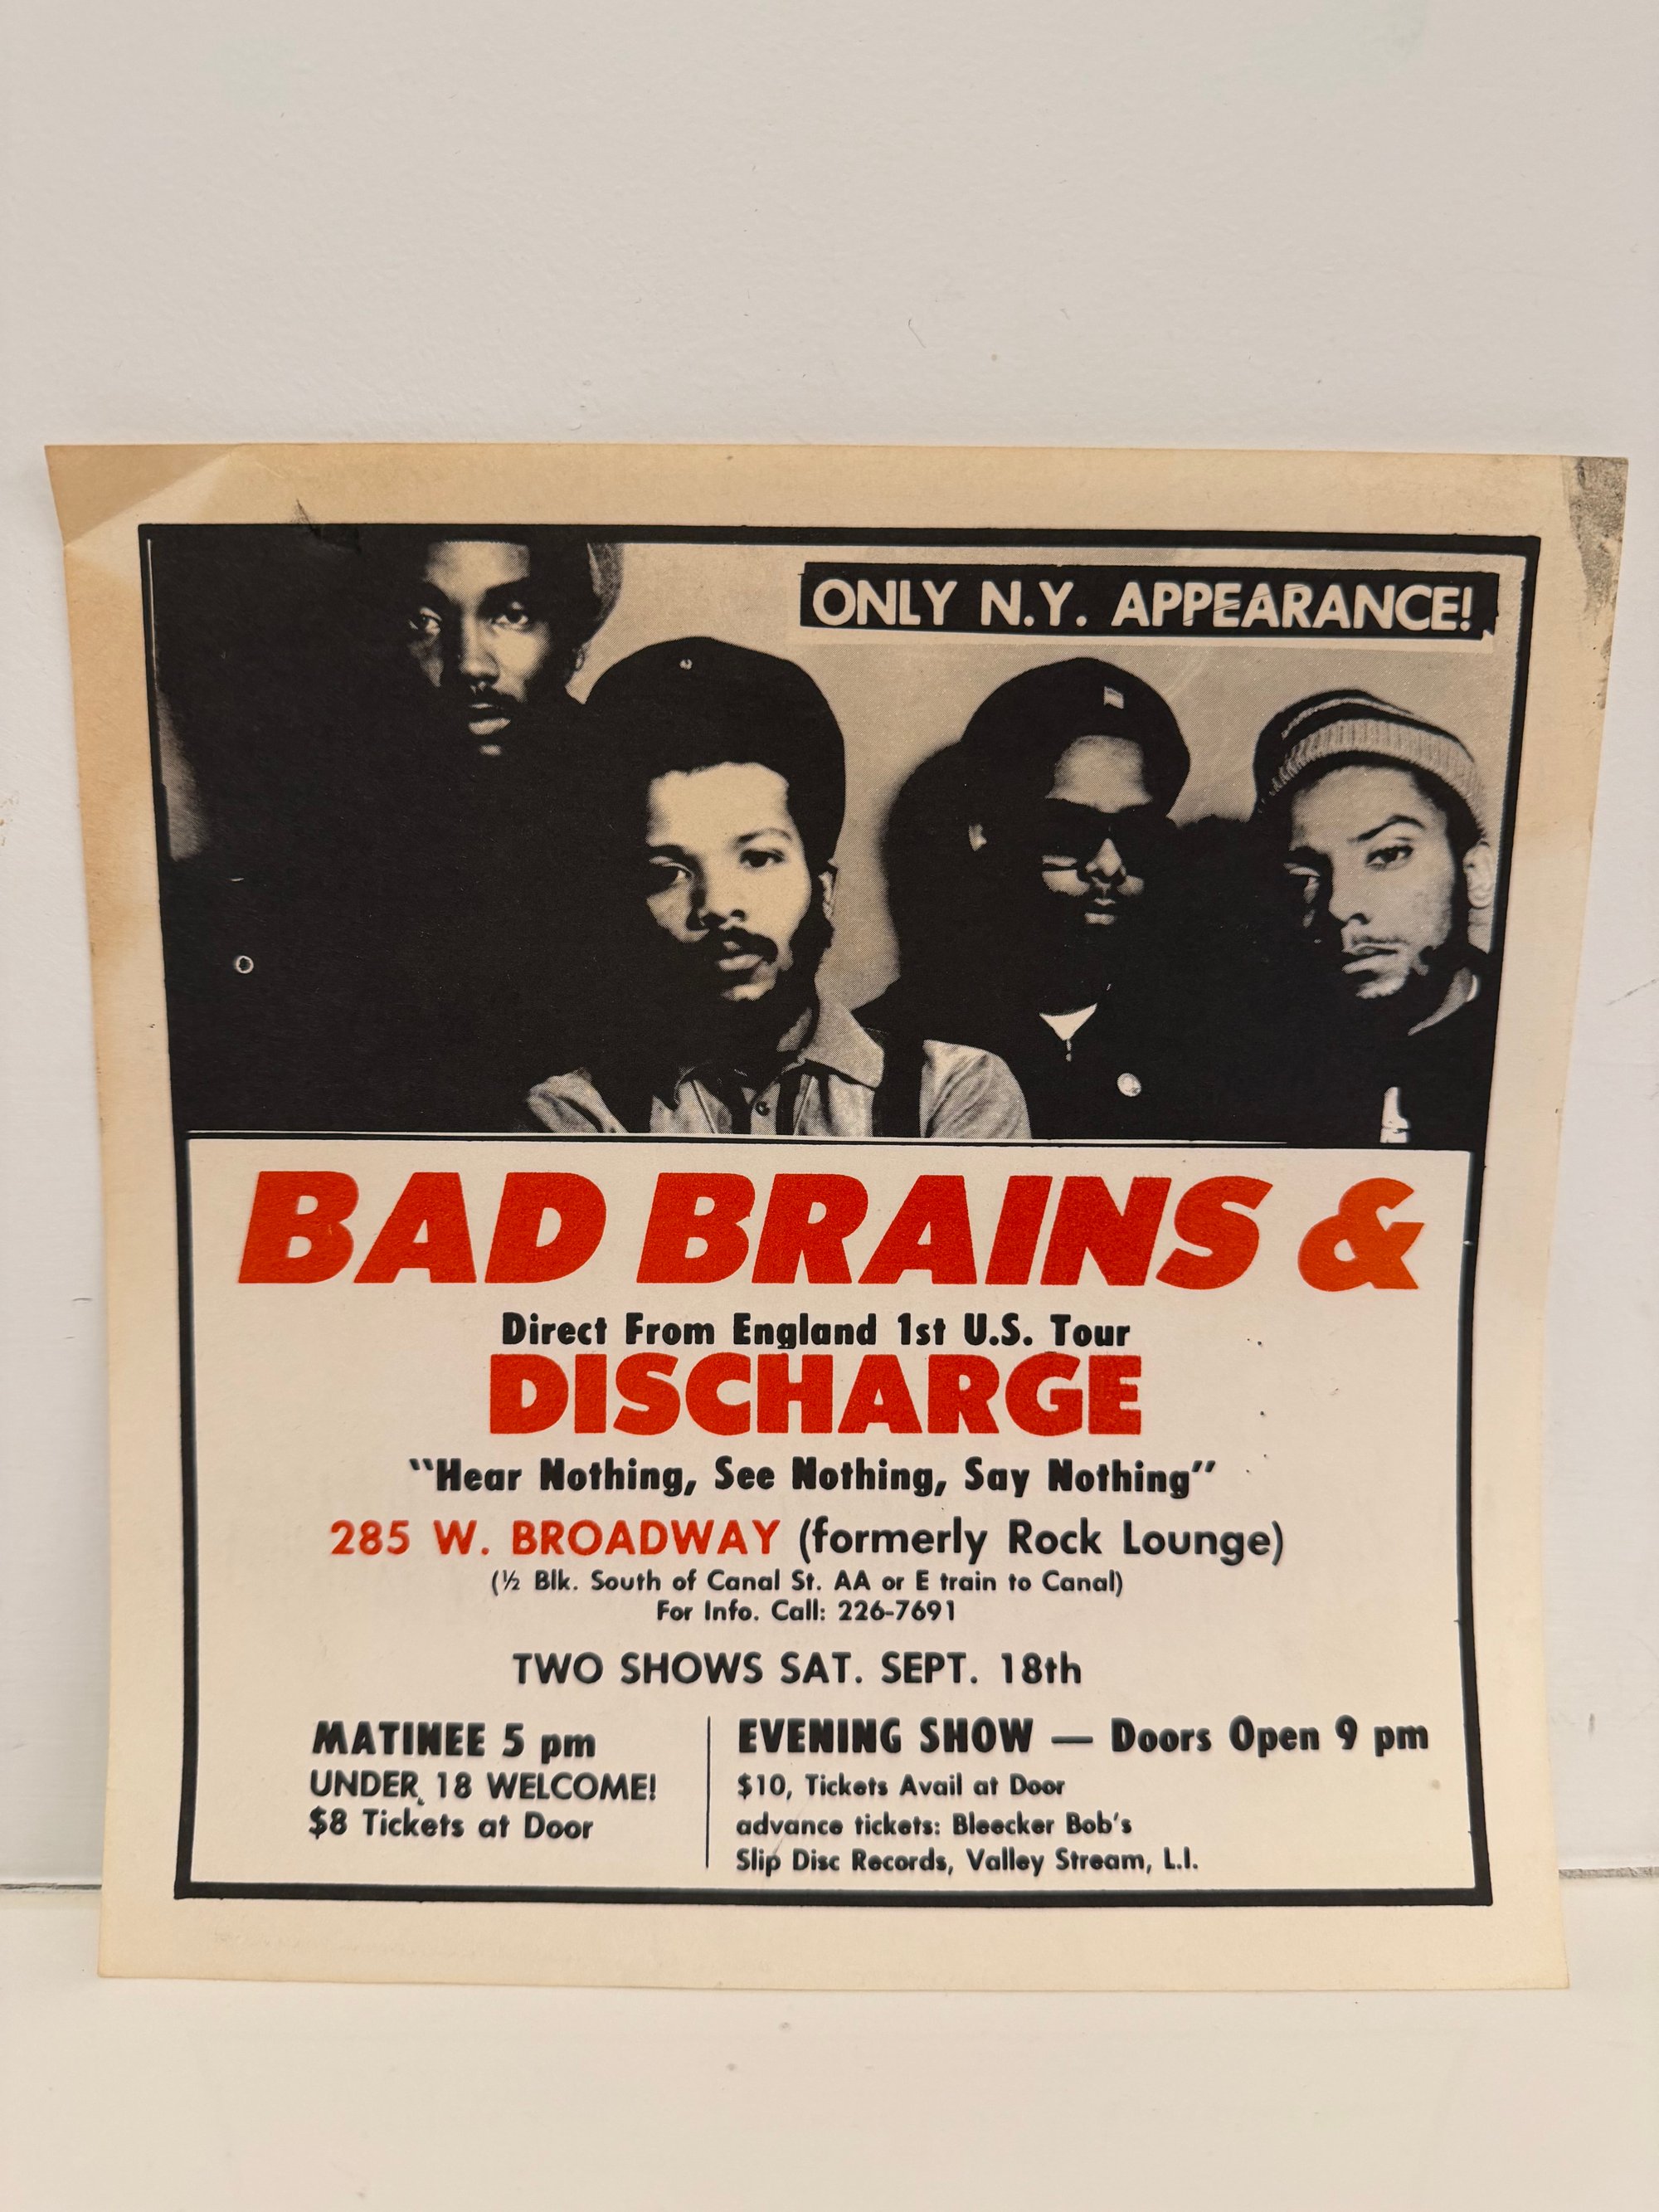 ONLY N.Y. APPEARANCE!
BAD BRAINS &
Direct From England 1st U.S. Tour
DISCHARGE
"Hear Nothing, See Nothing, Say Nothing"
285 W. BROADWAY (formerly Rock Lounge)
(½ Blk. South of Canal St. AA or E train to Canal)
For Info. Call: 226-7691
TWO SHOWS SAT. SEPT. 18th
MATINEE 5 pm
UNDER 18 WELCOME!
$8 Tickets at Door
EVENING SHOW — Doors Open 9 pm
$10, Tickets Avail at Door
advance tickets: Bleecker Bob's
Slip Disc Records, Valley Stream, L.I.